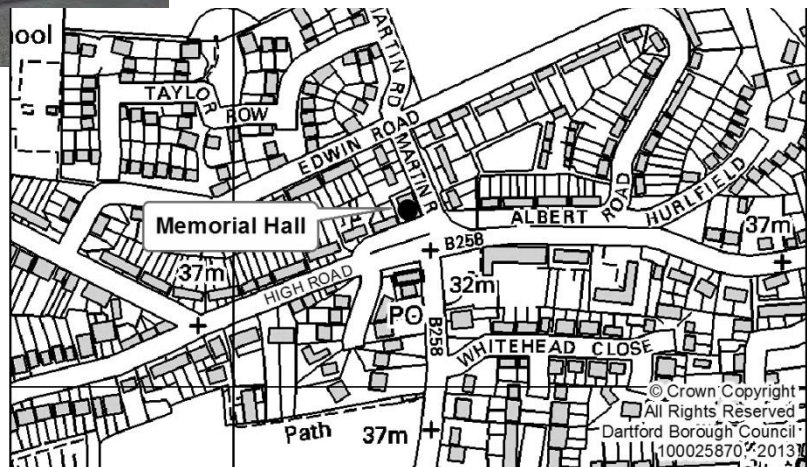 ool
MARTIN RD
TAYLOR
ROW
EDWIN ROAD
MARTIN R
Memorial Hall
ALBERT
ROAD
HURLFIELD
37m
B258
37m
HIGH ROAD
32m
PO
B258
WHITEHEAD CLOSE
Path
37m
© Crown Copyright
All Rights Reserved
Dartford Borough Council
100025870, 2013